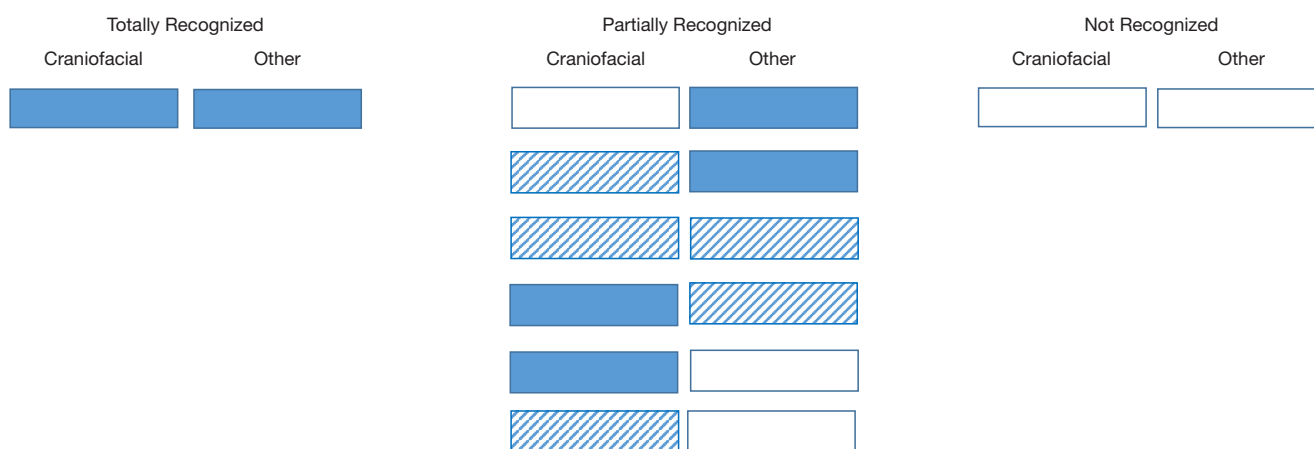 Totally Recognized
Craniofacial Other
Partially Recognized
Craniofacial Other
Not Recognized
Craniofacial Other